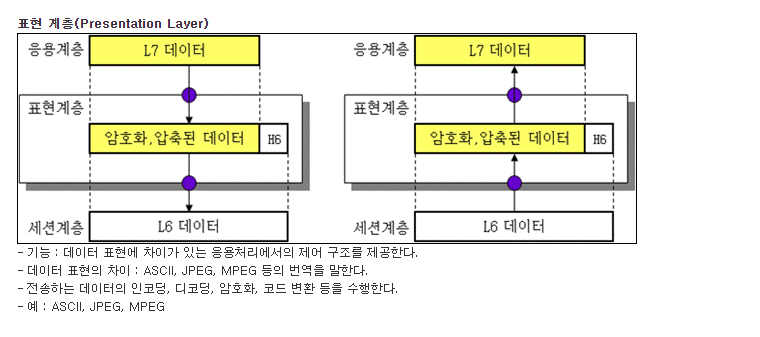 표현 계층(Presentation Layer)
응용계층 L7 데이터 응용계층 L7 데이터
표현계층 표현계층
암호화,압축된 데이터 H6 암호화,압축된 데이터 H6
세션계층 L6 데이터 세션계층 L6 데이터
- 기능 : 데이터 표현에 차이가 있는 응용처리에서의 제어 구조를 제공한다.
- 데이터 표현의 차이 : ASCII, JPEG, MPEG 등의 번역을 말한다.
- 전송하는 데이터의 인코딩, 디코딩, 암호화, 코드 변환 등을 수행한다.
- 예 : ASCII, JPEG, MPEG